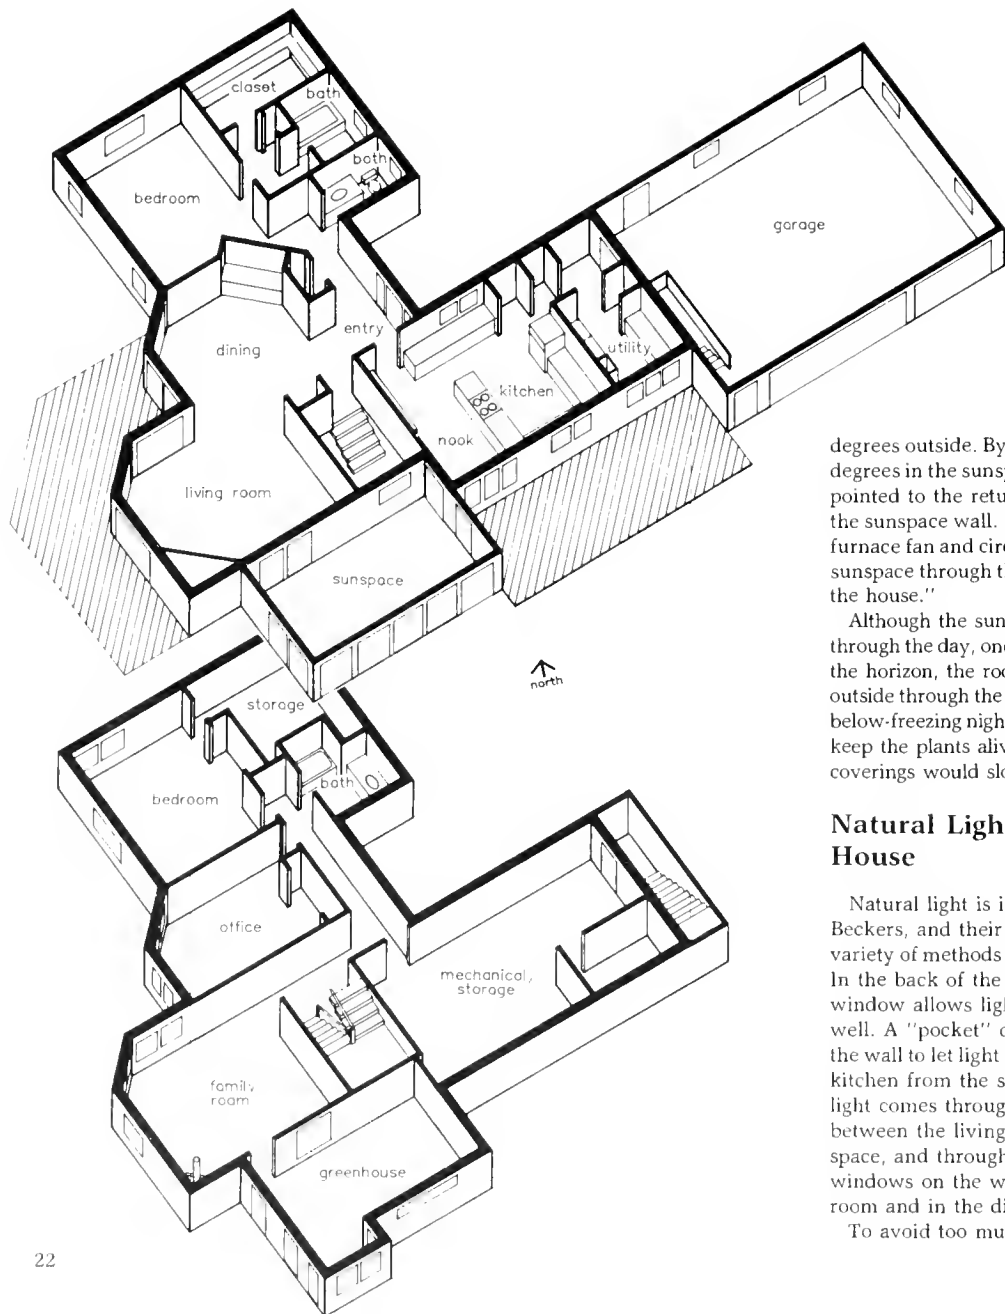 closet
bath
bath
bedroom
garage
entry
dining
utility
kitchen
nook
living room
sunspace
north
storage
bath
bedroom
office
mechanical,
storage
family
room
greenhouse
degrees outside. By
degrees in the sunsp
pointed to the retu
the sunspace wall.
furnace fan and circ
sunspace through th
the house."
Although the sun
through the day, one
the horizon, the roo
outside through the
below-freezing night
keep the plants aliv
coverings would slo
Natural Ligh
House
Natural light is i
Beckers, and their
variety of methods
In the back of the
window allows ligh
well. A "pocket" d
the wall to let light
kitchen from the s
light comes throug
between the living
space, and through
windows on the w
room and in the di
To avoid too mu
22